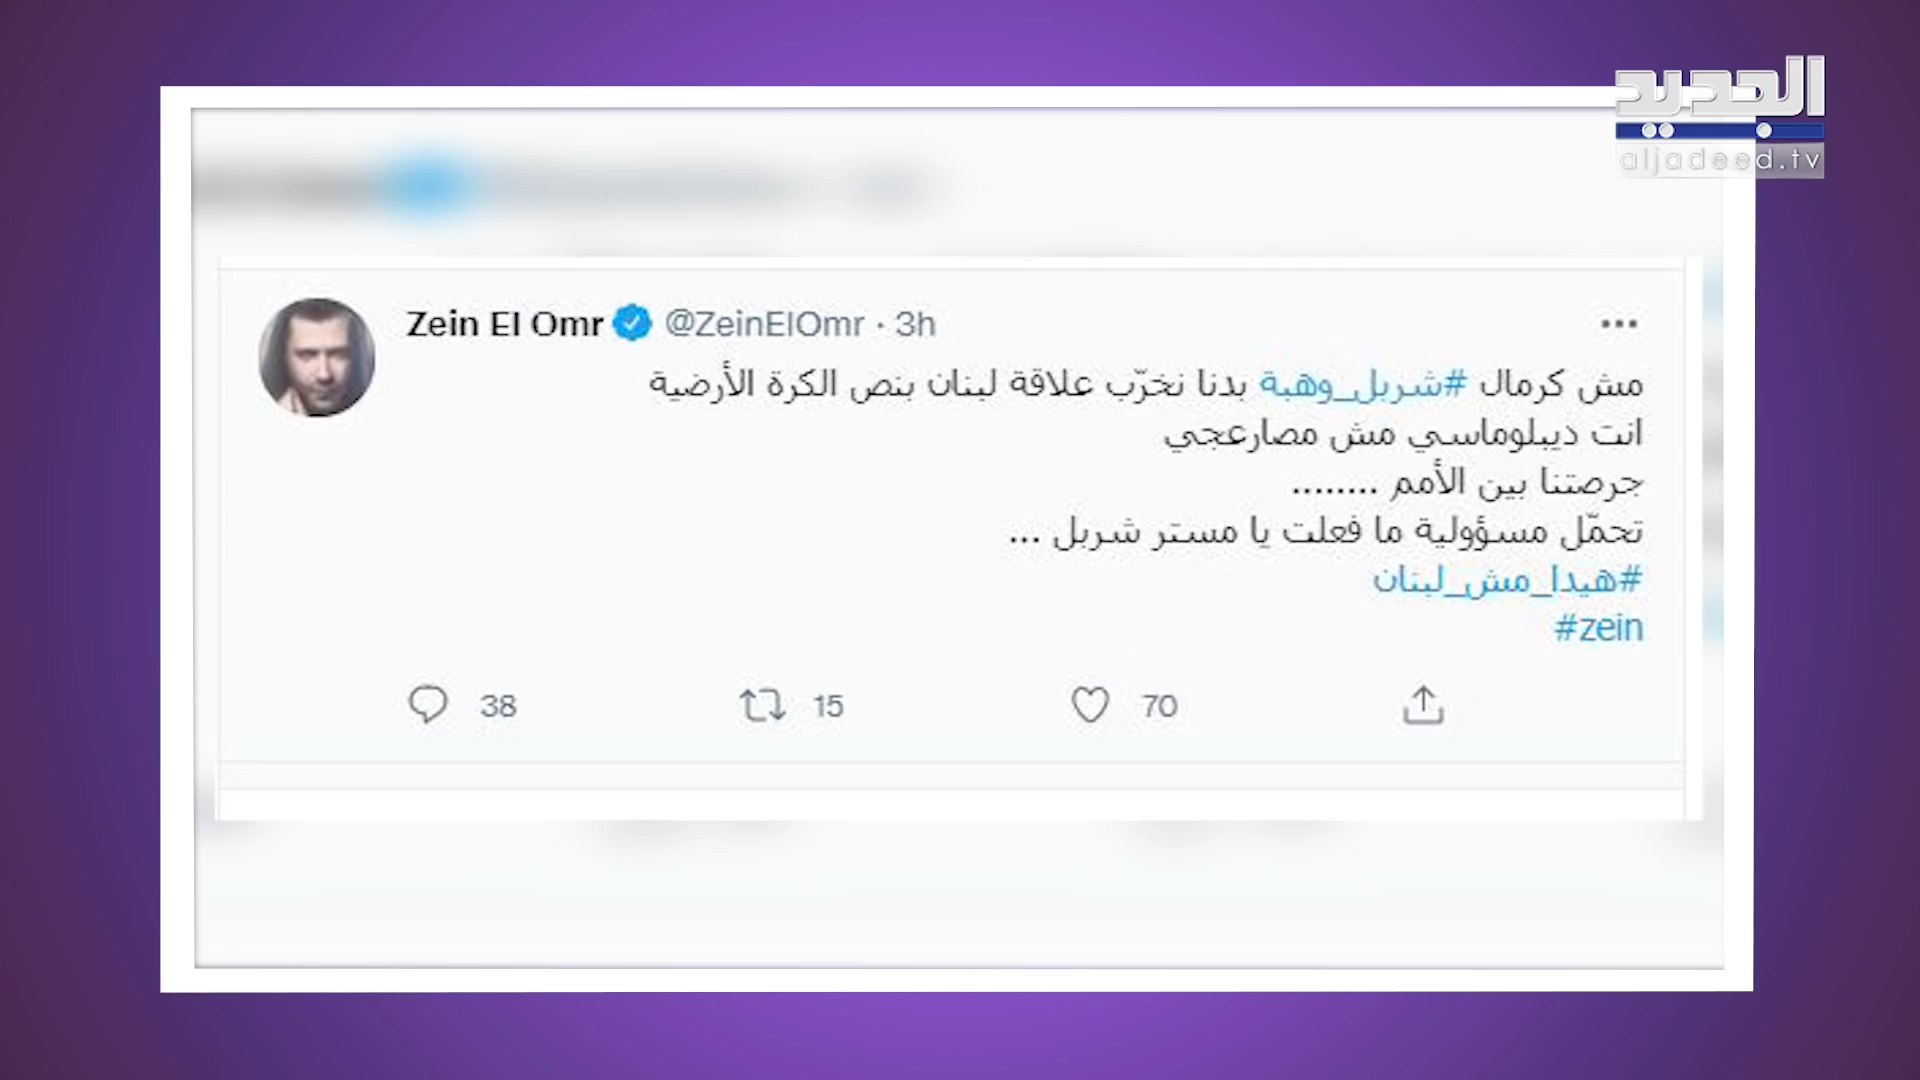 الجديد
aljadeed.tv
Zein El Omr @ZeinElOmr · 3h
مش كرمال #شربل_وهبة بدنا نخرّب علاقة لبنان بنص الكرة الأرضية
انت ديبلوماسي مش مصارعجي
جرصتنا بين الأمم ........
تحمّل مسؤولية ما فعلت يا مستر شربل ...
#هيدا_مش_لبنان
#zein
38 15 70